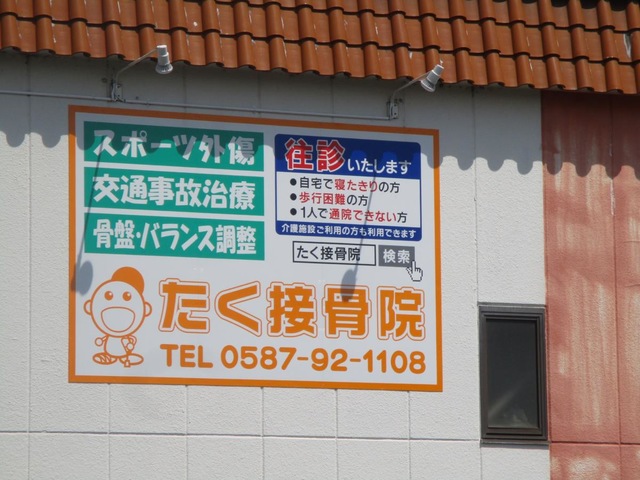 スポーツ外傷
交通事故治療
骨盤・バランス調整
往診いたします
●自宅で寝たきりの方
●歩行困難の方
●1人で通院できない方
介護施設ご利用の方も利用できます
たく接骨院 検索
たく接骨院
TEL 0587-92-1108